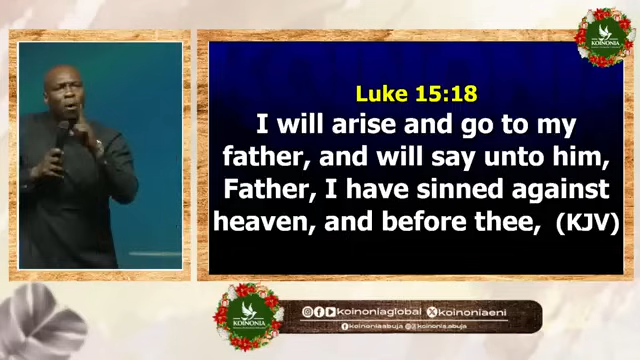 KOINONIA
Luke 15:18
I will arise and go to my
father, and will say unto him,
Father, I have sinned against
heaven, and before thee,  (KJV)
KOINONIA
koinoniaglobal koinoniaeni
koinoniaabuja koinoniaabuja